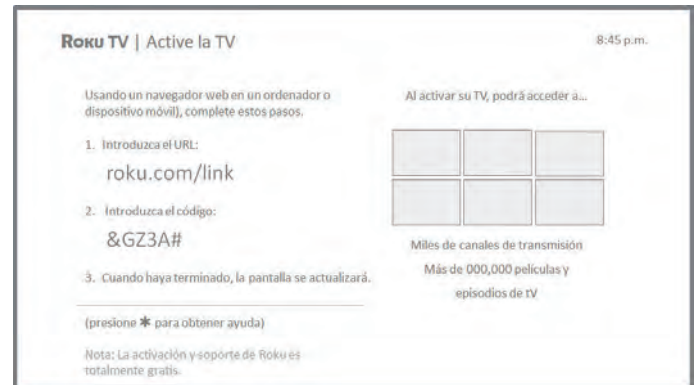 ROKU TV | Active la TV
8:45 p.m.
Usando un navegador web en un ordenador o
dispositivo móvil), complete estos pasos.
1. Introduzca el URL:
roku.com/link
2. Introduzca el código:
&GZ3A#
3. Cuando haya terminado, la pantalla se actualizará.
(presione ✱ para obtener ayuda)
Nota: La activación y soporte de Roku es
totalmente gratis.
Al activar su TV, podrá acceder a...
Miles de canales de transmisión
Más de 000,000 películas y
episodios de tV